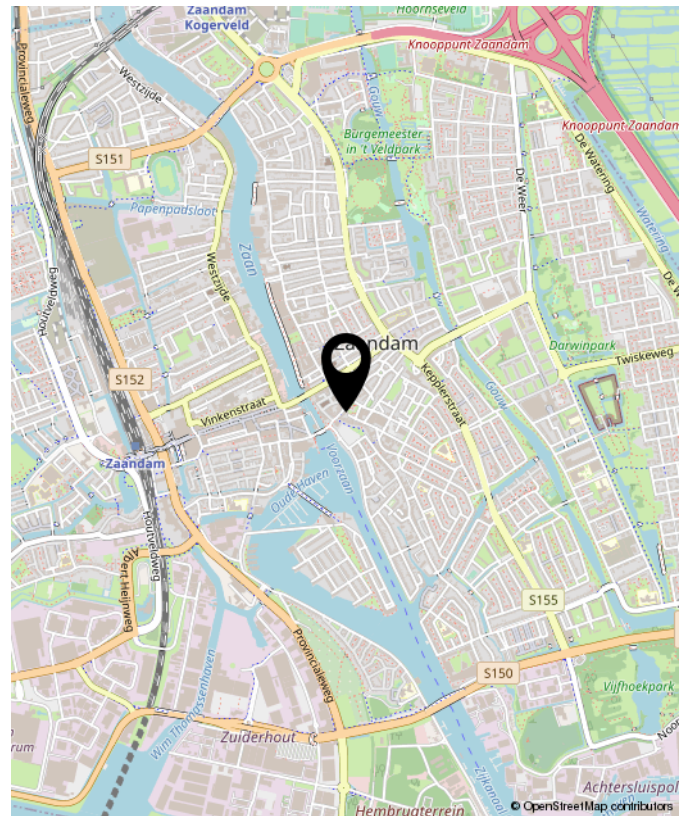 Zaandam
Kogerveld
Hoornseveld
Provincialeweg
Westzijde
Knooppunt Zaandam
Gouw
Burgemeester
in 't Veldpark
Knooppunt Zaandam
De Watering
S151
De Weer
Papenpadsloot
Watering
Zaan
Westzijde
De W
Houtveldweg
Zaandam
Darwinpark
Twiskeweg
S152
Kepplerstraat
Gouw
Vinkenstraat
Voorzaan
Zaandam
Oude Haven
Houtveldweg
Albert Heijnweg
S155
Provincialeweg
S150
Wim Thomassenhaven
Vijfhoekpark
Zuiderhout
Noor
Zijkanaal
orum
Achtersluispol
Hembrugterrein
© OpenStreetMap contributors